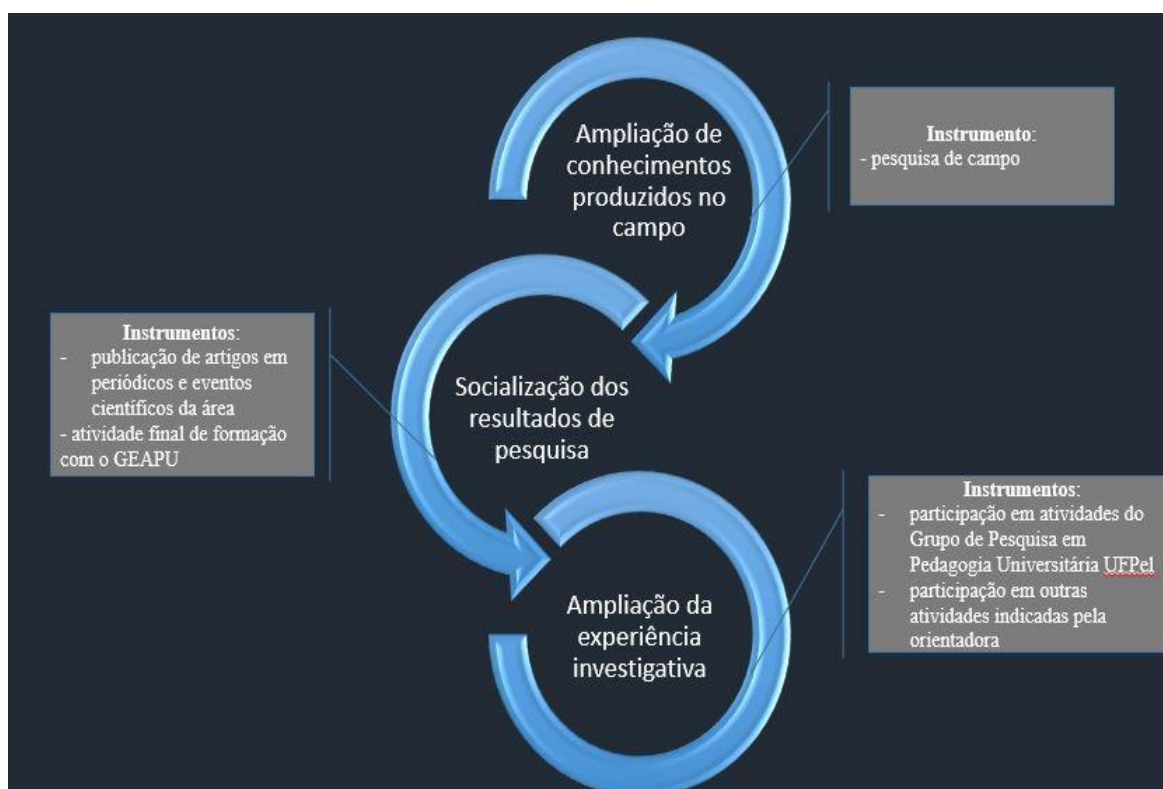 Ampliação de
conhecimentos
produzidos no
campo
Instrumento:
- pesquisa de campo
Instrumentos:
- publicação de artigos em
periódicos e eventos
científicos da área
- atividade final de formação
com o GEAPU
Socialização dos
resultados de
pesquisa
Instrumentos:
- participação em atividades do
Grupo de Pesquisa em
Pedagogia Universitária UFPel
- participação em outras
atividades indicadas pela
orientadora
Ampliação da
experiência
investigativa